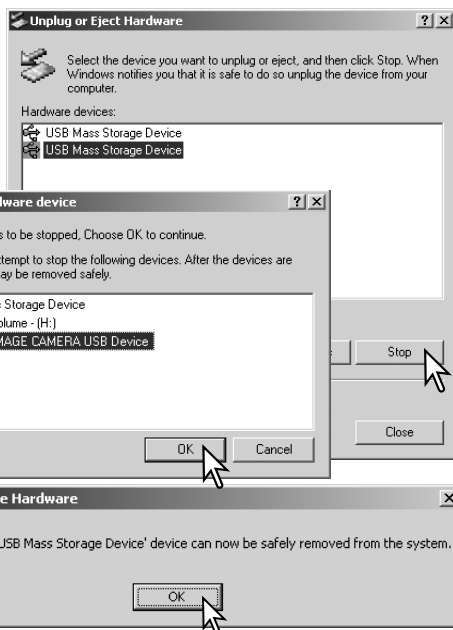 Unplug or Eject Hardware
Select the device you want to unplug or eject, and then click Stop. When
Windows notifies you that it is safe to do so unplug the device from your
computer.
Hardware devices:
USB Mass Storage Device
USB Mass Storage Device
Stop
Close
dware device
s to be stopped, Choose OK to continue.
tempt to stop the following devices. After the devices are
ay be removed safely.
Storage Device
olume - (H:)
MAGE CAMERA USB Device
OK
Cancel
e Hardware
USB Mass Storage Device' device can now be safely removed from the system.
OK